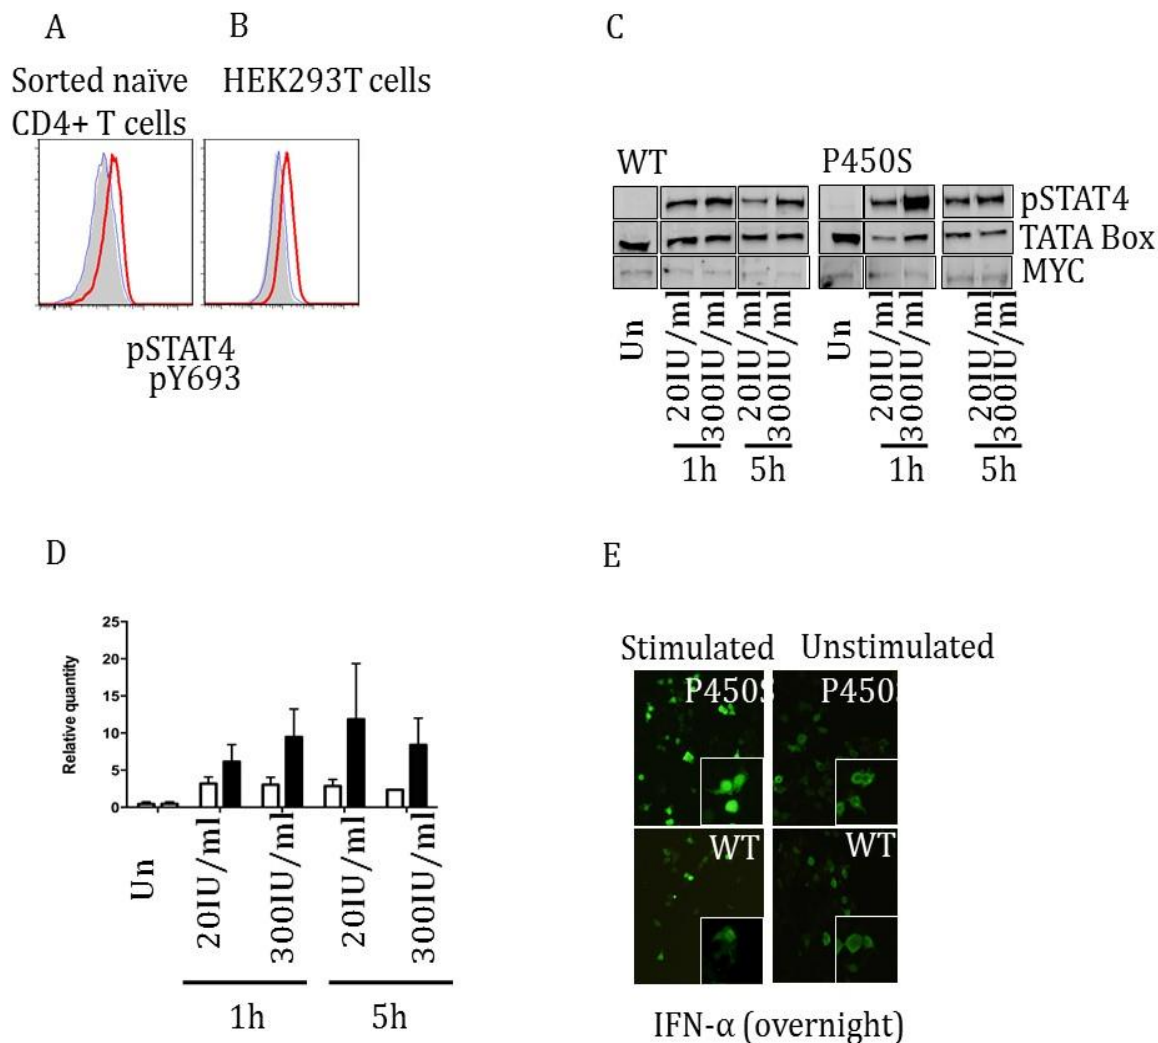 A
B
Sorted naïve
CD4+ T cells
HEK293T cells
pSTAT4
pY693
C
WT
P450S
pSTAT4
TATA Box
MYC
Un
20IU/ml
300IU/ml
20IU/ml
300IU/ml
Un
20IU/ml
300IU/ml
20IU/ml
300IU/ml
1h
5h
1h
5h
D
Relative quantity
25
20
15
10
5
0
Un
20IU/ml
300IU/ml
20IU/ml
300IU/ml
1h
5h
E
Stimulated
Unstimulated
P450S
P450S
WT
WT
IFN-α (overnight)